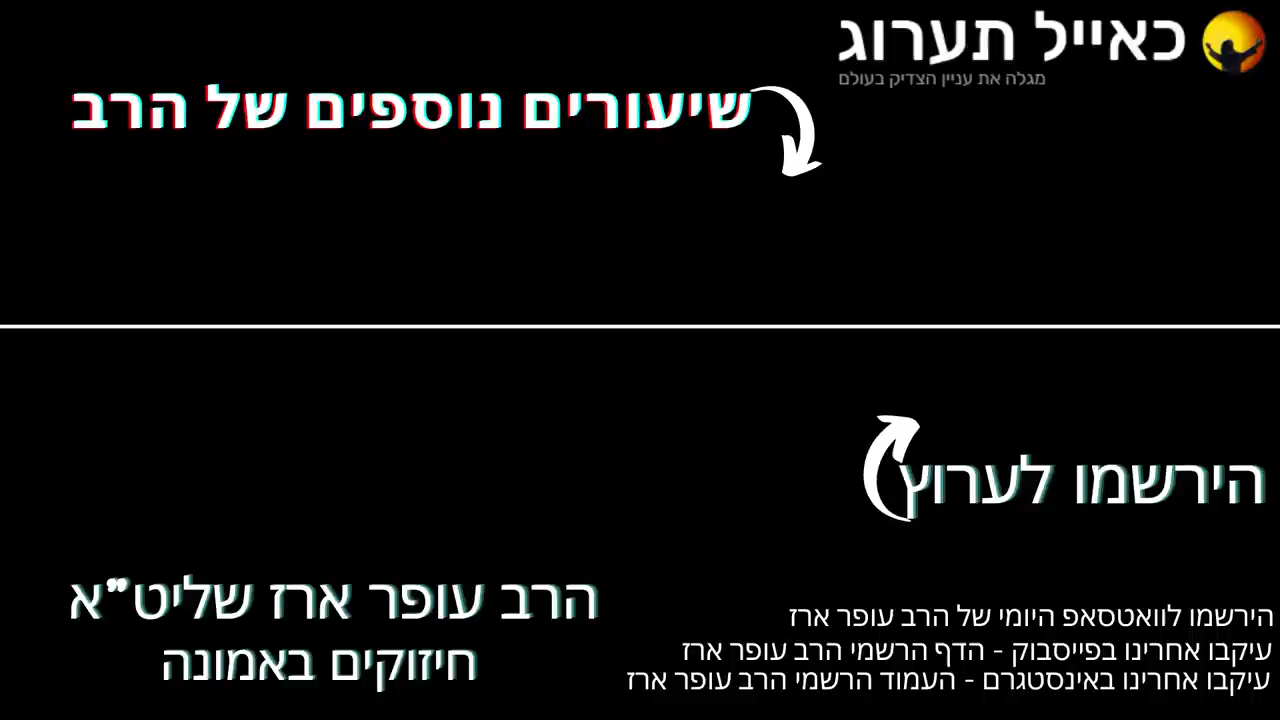 כאייל תערוג
מגלה את עניין הצדיק בעולם
שיעורים נוספים של הרב
הירשמו לערוץ
הרב עופר ארז שליט"א
חיזוקים באמונה
הירשמו לוואטסאפ היומי של הרב עופר ארז
עיקבו אחרינו בפייסבוק - הדף הרשמי הרב עופר ארז
עיקבו אחרינו באינסטגרם - העמוד הרשמי הרב עופר ארז